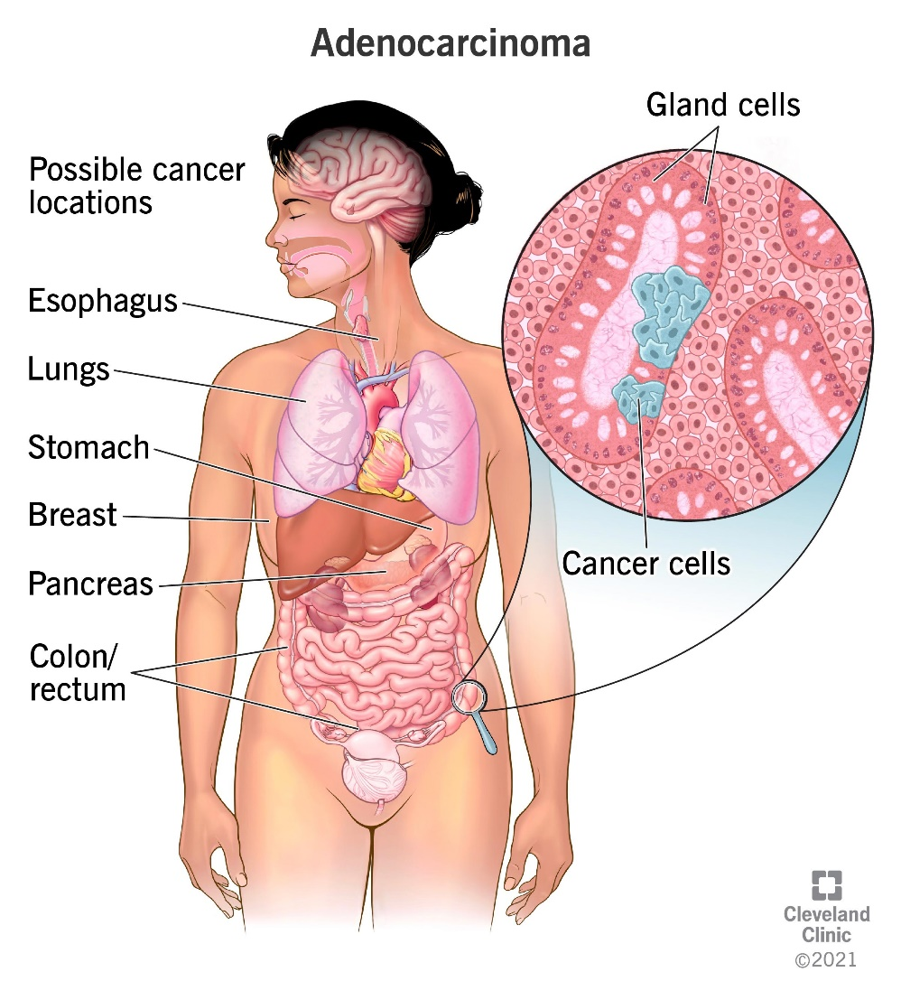 Adenocarcinoma
Gland cells
Possible cancer
locations
Esophagus
Lungs
Stomach
Breast
Cancer cells
Pancreas
Colon/
rectum
Cleveland
Clinic
©2021